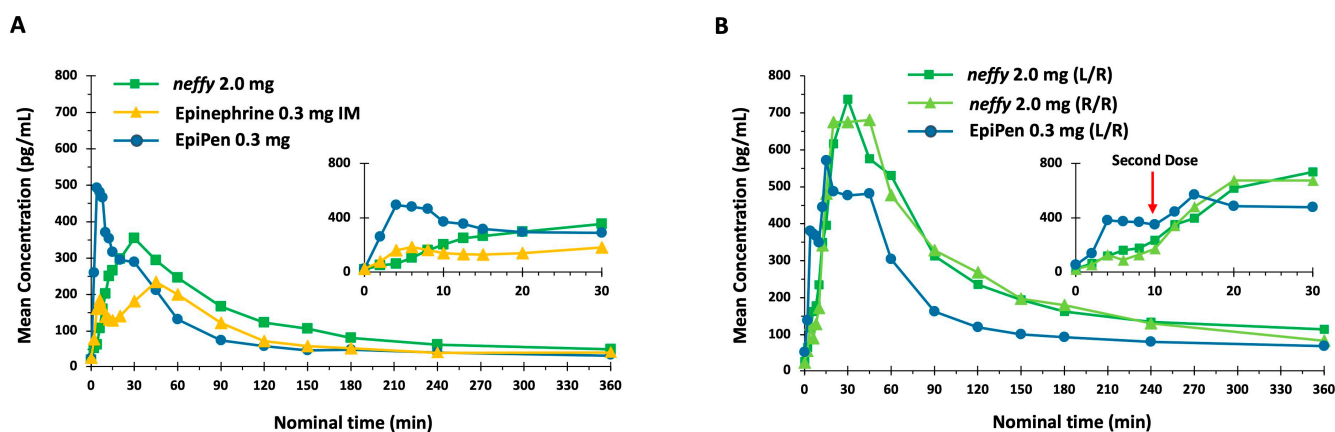 A
neffy 2.0 mg
Epinephrine 0.3 mg IM
EpiPen 0.3 mg
Mean Concentration (pg/mL)
800
700
600
500
400
300
200
100
0
0 30 60 90 120 150 180 210 240 270 300 330 360
Nominal time (min)
800
400
0
0 10 20 30
B
neffy 2.0 mg (L/R)
neffy 2.0 mg (R/R)
EpiPen 0.3 mg (L/R)
Mean Concentration (pg/mL)
800
700
600
500
400
300
200
100
0
0 30 60 90 120 150 180 210 240 270 300 330 360
Nominal time (min)
Second Dose
800
400
0
0 10 20 30